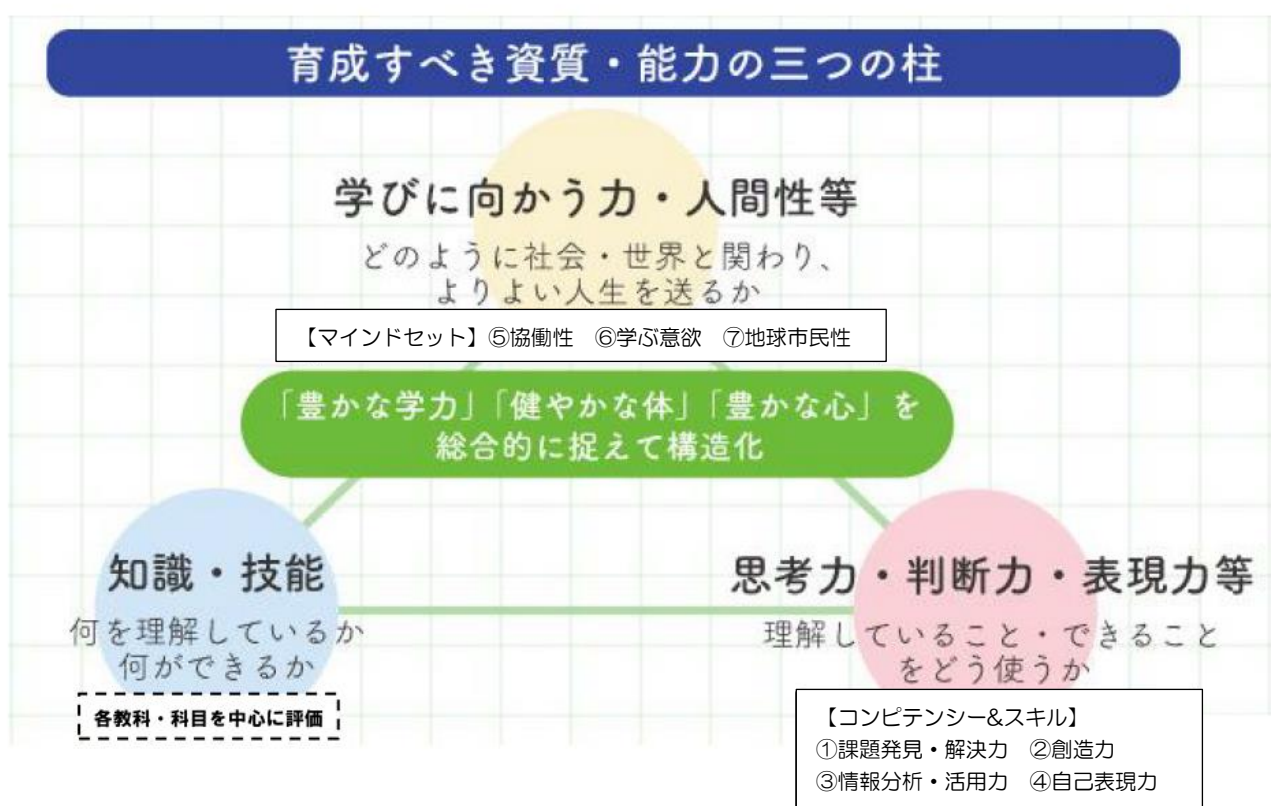 育成すべき資質・能力の三つの柱
学びに向かう力・人間性等
どのように社会・世界と関わり、
よりよい人生を送るか
【マインドセット】⑤協働性 ⑥学ぶ意欲 ⑦地球市民性
「豊かな学力」「健やかな体」「豊かな心」を
総合的に捉えて構造化
知識・技能
何を理解しているか
何ができるか
各教科・科目を中心に評価
思考力・判断力・表現力等
理解していること・できること
をどう使うか
【コンピテンシー&スキル】
①課題発見・解決力 ②創造力
③情報分析・活用力 ④自己表現力